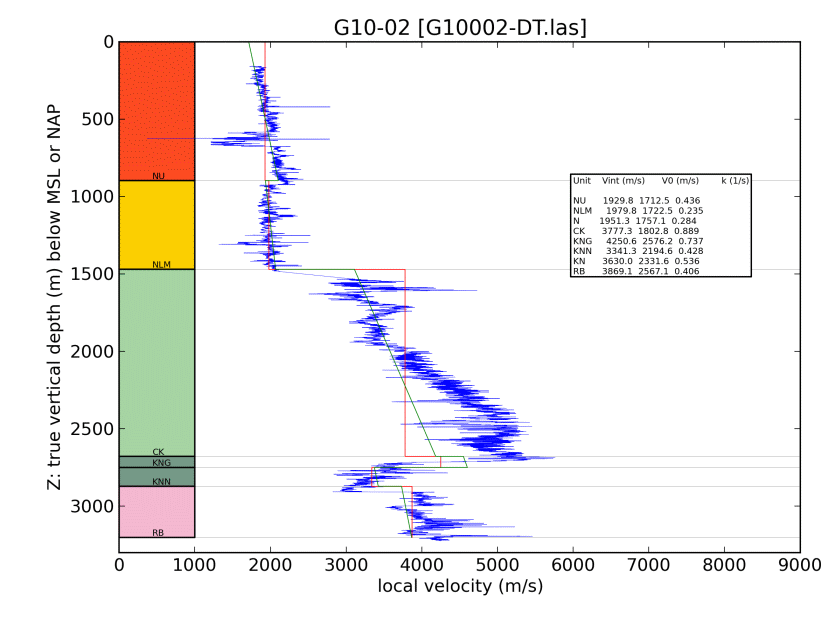 G10-02 [G10002-DT.las]
Z: true vertical depth (m) below MSL or NAP
0
500
1000
1500
2000
2500
3000
NU
NLM
CK
KNG
KNN
RB
Unit Vint (m/s) V0 (m/s) k (1/s)
NU 1929.8 1712.5 0.436
NLM 1979.8 1722.5 0.235
N 1951.3 1757.1 0.284
CK 3777.3 1802.8 0.889
KNG 4250.6 2576.2 0.737
KNN 3341.3 2194.6 0.428
KN 3630.0 2331.6 0.536
RB 3869.1 2567.1 0.406
0 1000 2000 3000 4000 5000 6000 7000 8000 9000
local velocity (m/s)